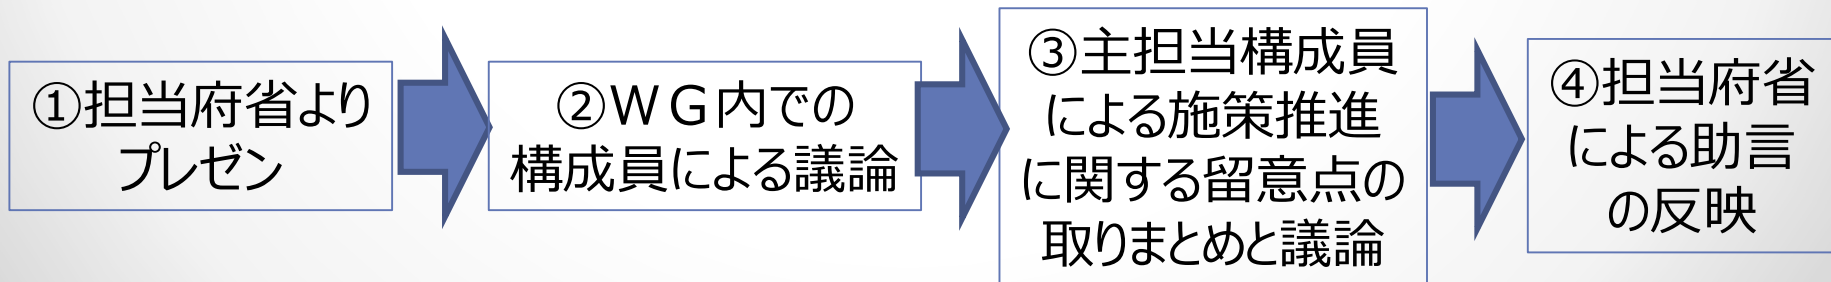 ①担当府省より
プレゼン
②ＷＧ内での
構成員による議論
③主担当構成員
による施策推進
に関する留意点の
取りまとめと議論
④担当府省
による助言
の反映